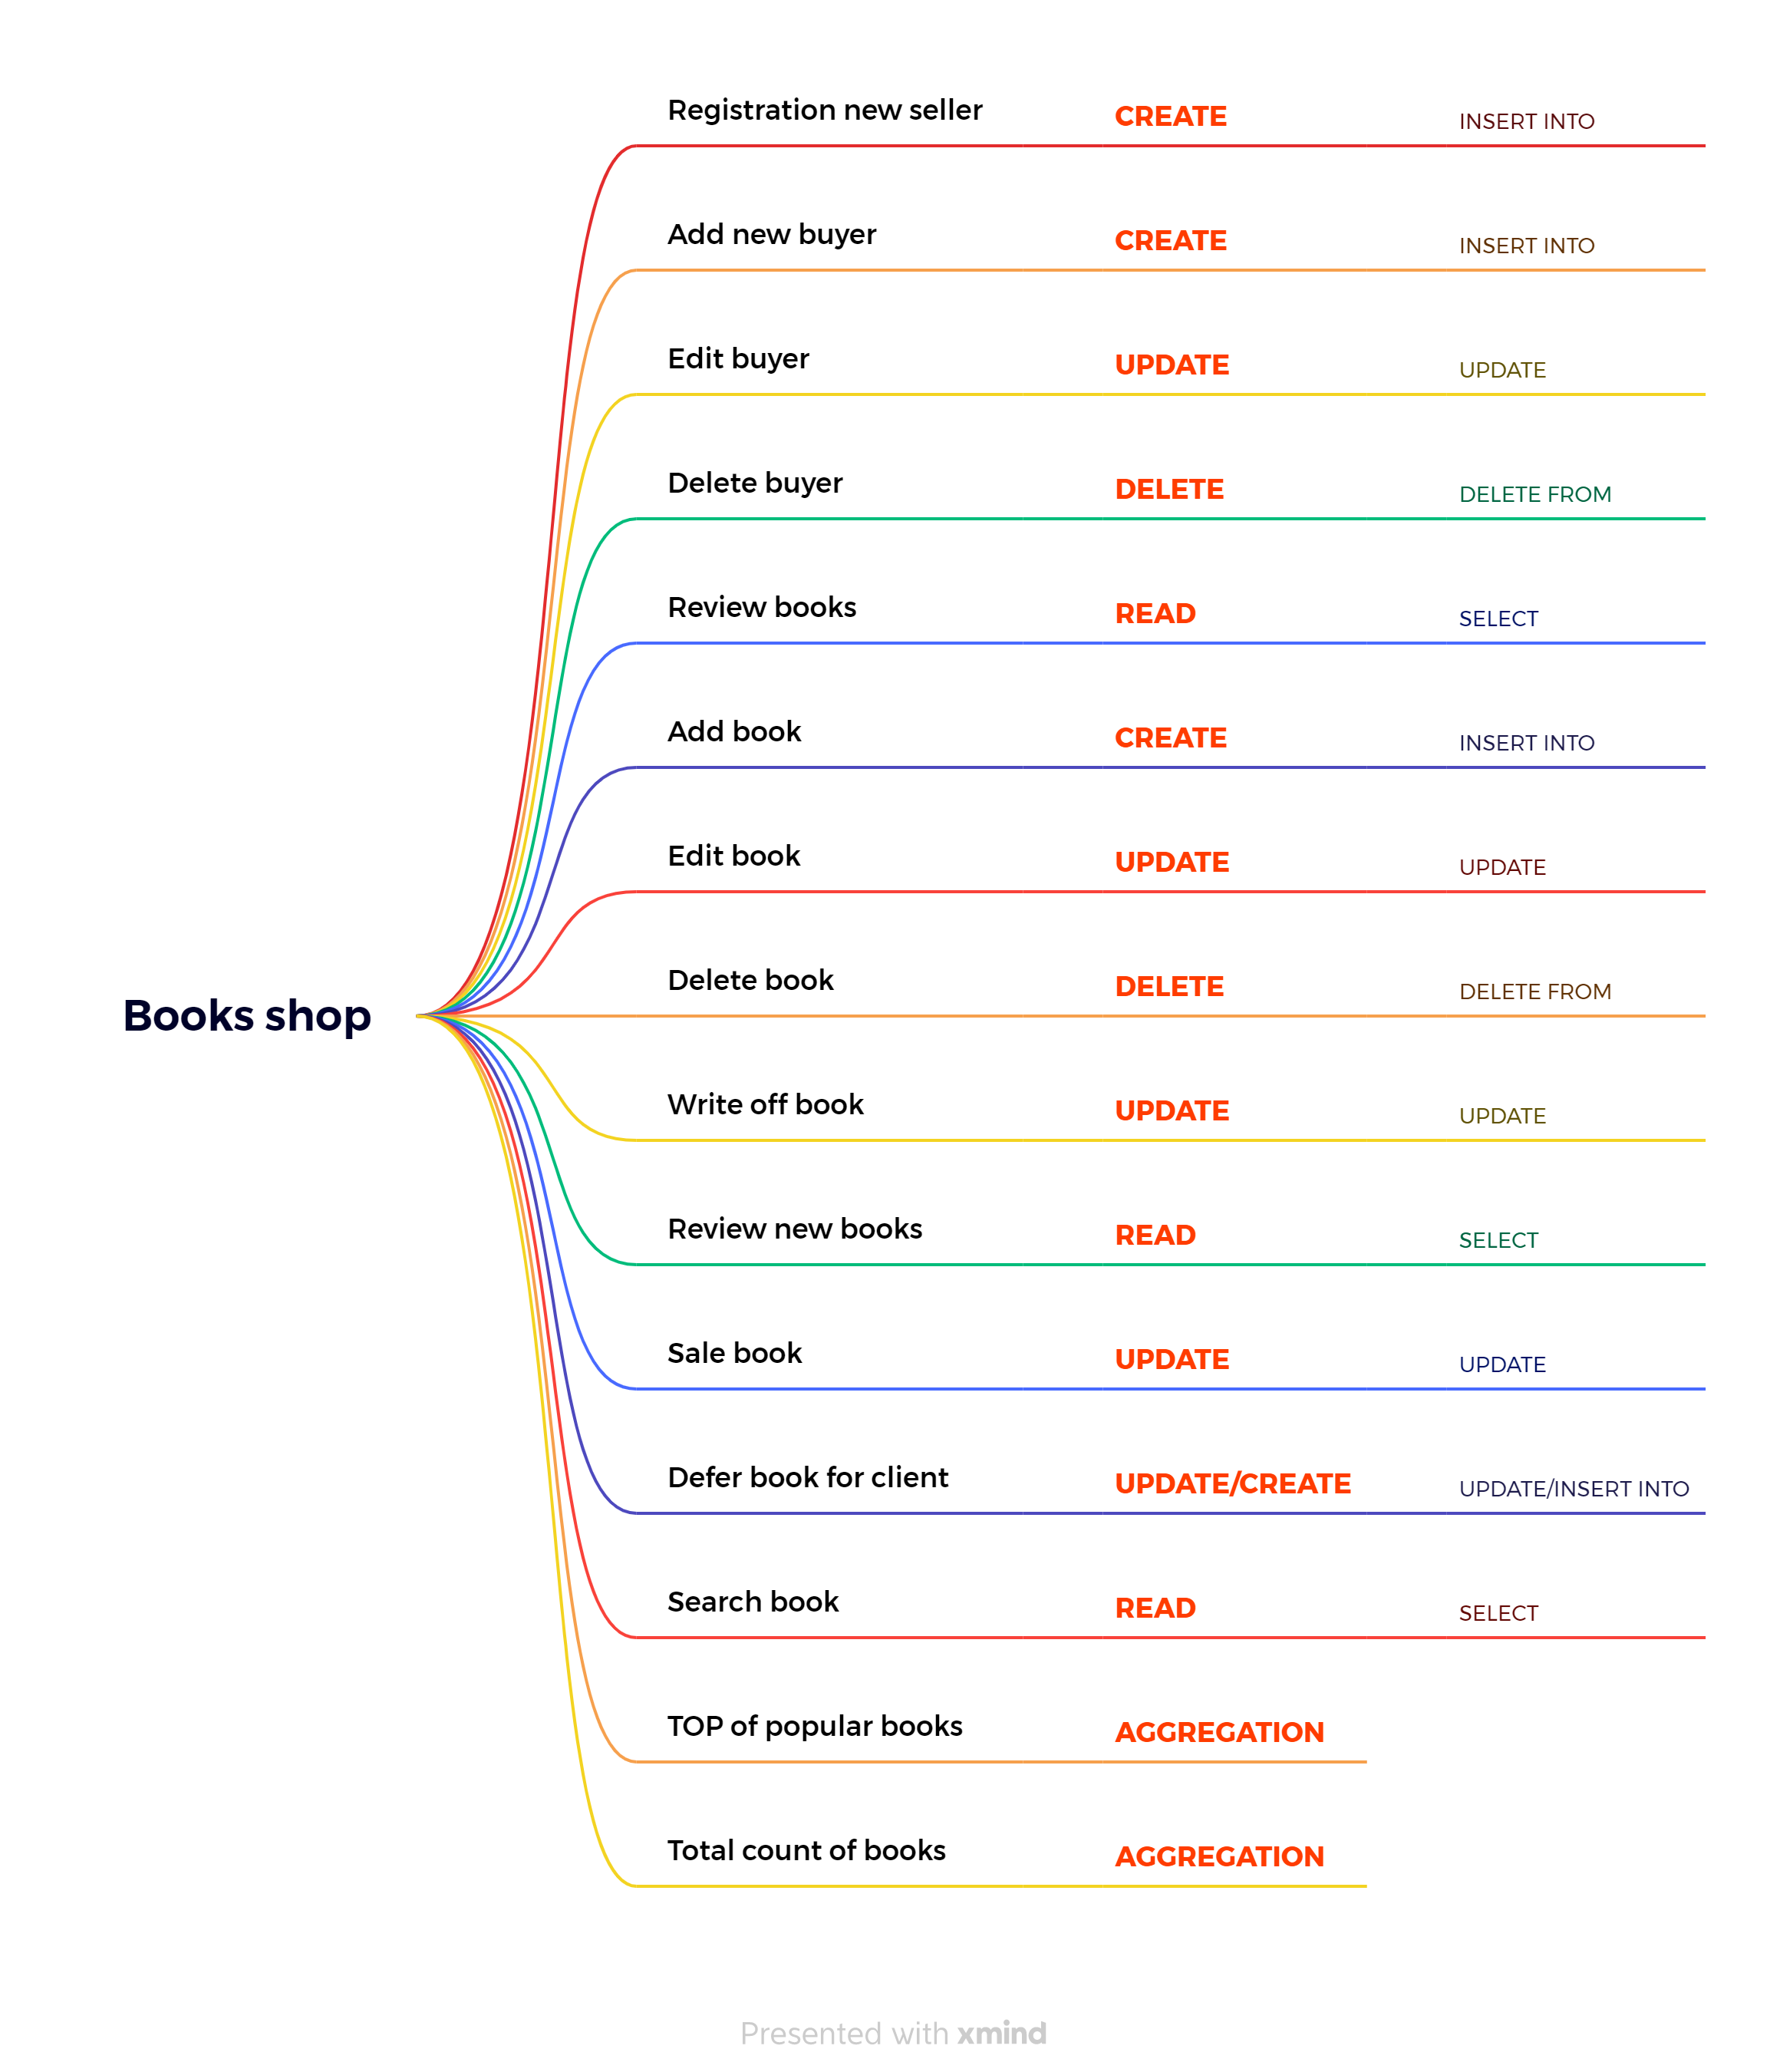 Registration new seller CREATE INSERT INTO
Add new buyer CREATE INSERT INTO
Edit buyer UPDATE UPDATE
Delete buyer DELETE DELETE FROM
Review books READ SELECT
Add book CREATE INSERT INTO
Edit book UPDATE UPDATE
Delete book DELETE DELETE FROM
Books shop
Write off book UPDATE UPDATE
Review new books READ SELECT
Sale book UPDATE UPDATE
Defer book for client UPDATE/CREATE UPDATE/INSERT INTO
Search book READ SELECT
TOP of popular books AGGREGATION
Total count of books AGGREGATION
Presented with xmind